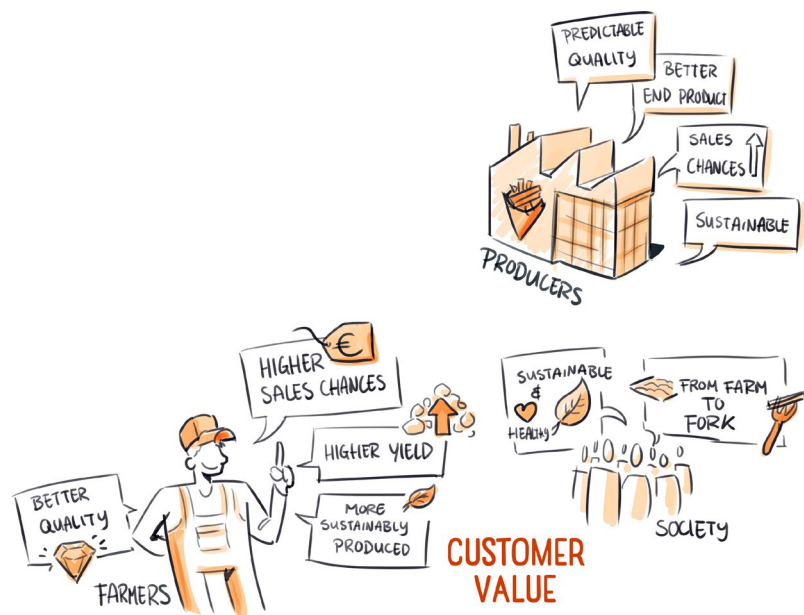 PREDICTABLE
QUALITY
BETTER
END PRODUCT
SALES
CHANCES
SUSTAINABLE
PRODUCERS
HIGHER
SALES CHANCES
€
HIGHER YIELD
MORE
SUSTAINABLY
PRODUCED
BETTER
QUALITY
FARMERS
SUSTAINABLE
&
HEALTHY
FROM FARM
TO
FORK
SOCIETY
CUSTOMER
VALUE